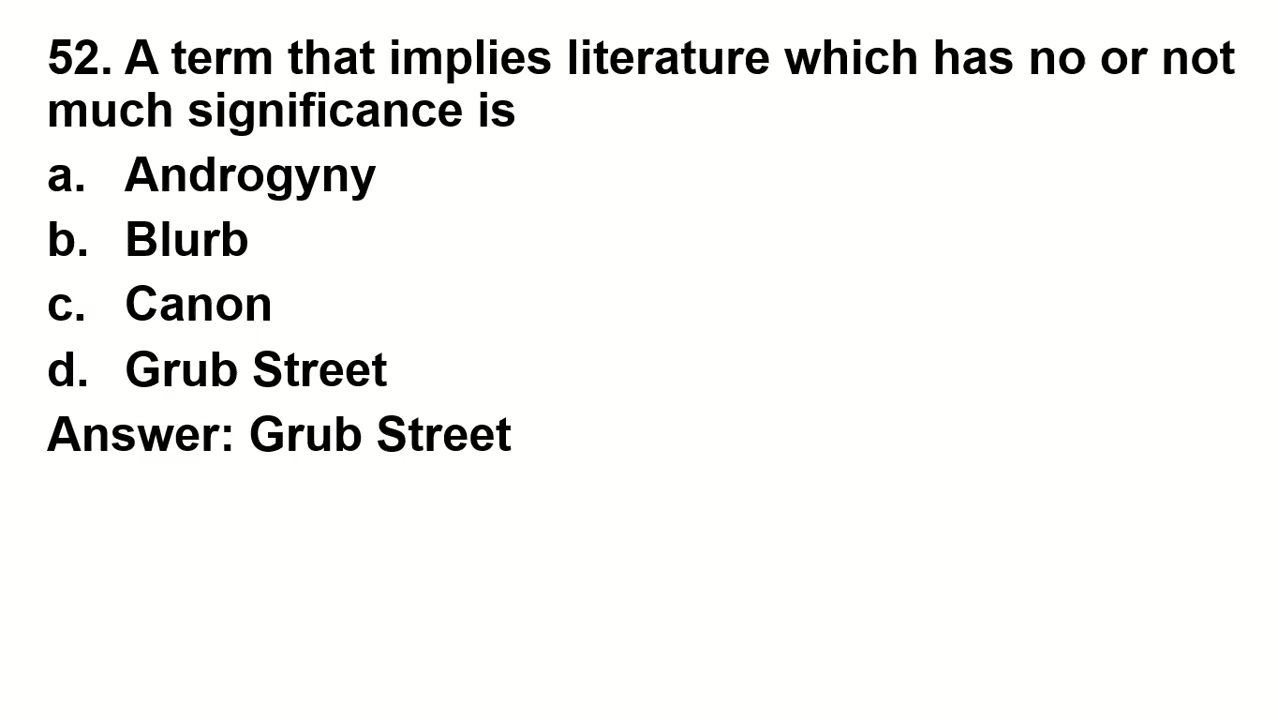 52. A term that implies literature which has no or not
much significance is
a. Androgyny
b. Blurb
c. Canon
d. Grub Street
Answer: Grub Street